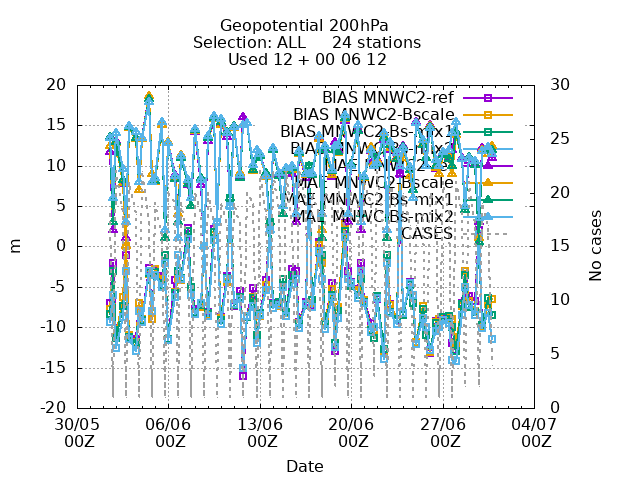 Geopotential 200hPa
Selection: ALL 24 stations
Used 12 + 00 06 12
BIAS MNWC2-ref
BIAS MNWC2-Bscale
BIAS MNWC2-Bs-mix1
MAE MNWC2-Bscale
MAE MNWC2-Bs-mix1
CASES
20
15
10
5
0
-5
-10
-15
-20
m
30
25
20
15
10
5
0
No cases
30/05 06/06 13/06 20/06 27/06 04/07
00Z 00Z 00Z 00Z 00Z 00Z
Date